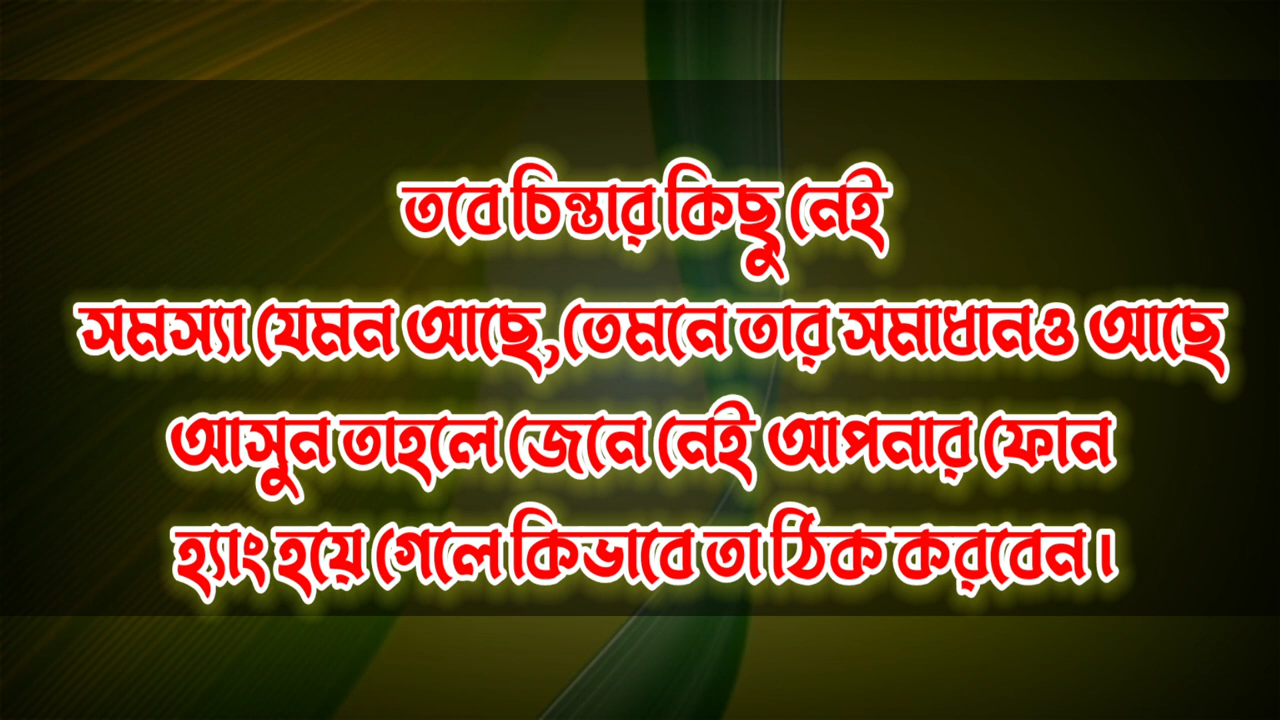 তবে চিন্তার কিছু নেই
সমস্যা যেমন আছে,তেমনে তার সমাধানও আছে
আসুন তাহলে জেনে নেই আপনার ফোন
হ্যাং হয়ে গেলে কিভাবে তা ঠিক করবেন।